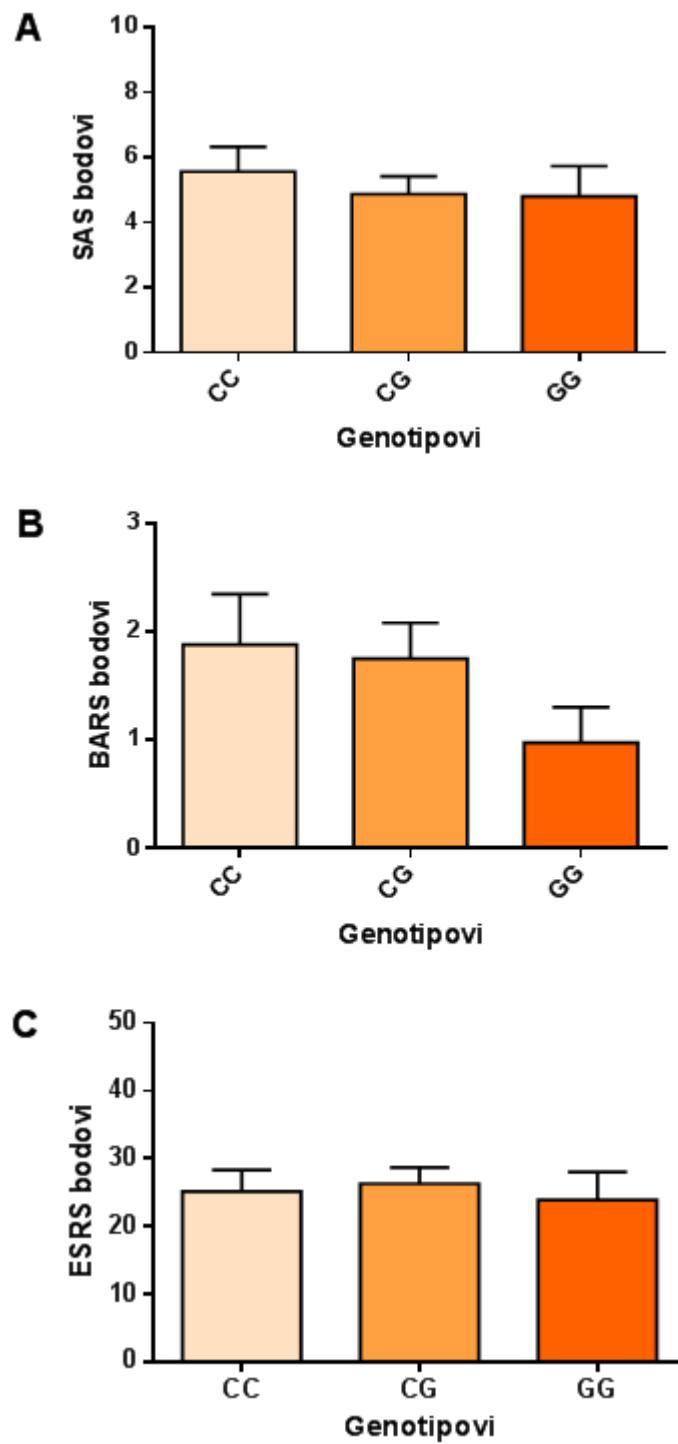 A
SAS bodovi
10
8
6
4
2
0
CC CG GG
Genotipovi
B
BARS bodovi
3
2
1
0
CC CG GG
Genotipovi
C
ESRS bodovi
50
40
30
20
10
0
CC CG GG
Genotipovi